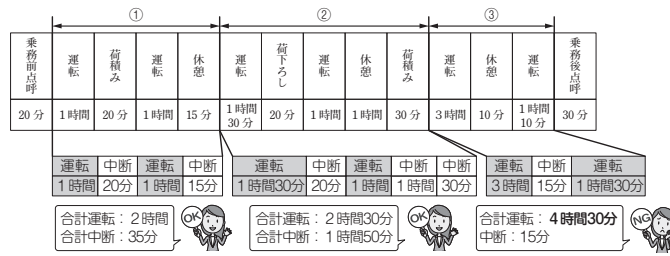 ① ② ③
乗務前点呼 運転 荷積み 運転 休憩 運転 荷下ろし 運転 休憩 荷積み 運転 休憩 運転 乗務後点呼
20分 1時間 20分 1時間 15分 1時間30分 20分 1時間 1時間 30分 3時間 10分 1時間10分 30分
運転 中断 運転 中断 運転 中断 運転 中断 中断 運転 中断 運転
1時間 20分 1時間 15分 1時間30分 20分 1時間 1時間 30分 3時間 15分 1時間30分
合計運転：2時間
合計中断：35分
OK
合計運転：2時間30分
合計中断：1時間50分
OK
合計運転：4時間30分
中断：15分
NG